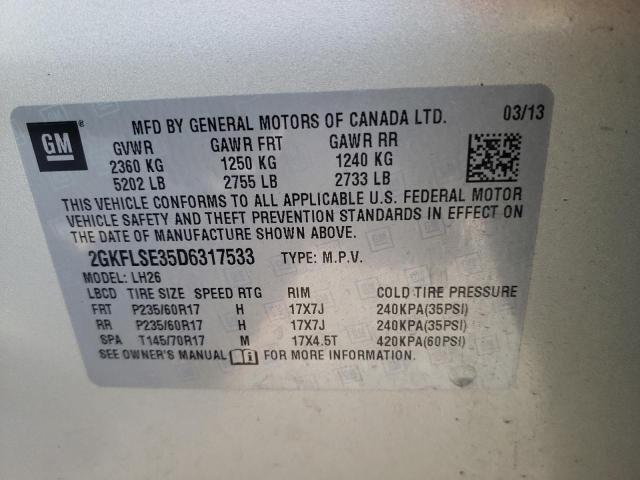 GM®
MFD BY GENERAL MOTORS OF CANADA LTD. 03/13
GVWR GAWR FRT GAWR RR
2360 KG 1250 KG 1240 KG
5202 LB 2755 LB 2733 LB
THIS VEHICLE CONFORMS TO ALL APPLICABLE U.S. FEDERAL MOTOR
VEHICLE SAFETY AND THEFT PREVENTION STANDARDS IN EFFECT ON
THE DATE OF MANUFACTURE SHOWN ABOVE.
2GKFLSE35D6317533 TYPE: M.P.V.
MODEL: LH26
LBCD TIRE SIZE SPEED RTG RIM COLD TIRE PRESSURE
FRT P235/60R17 H 17X7J 240KPA(35PSI)
RR P235/60R17 H 17X7J 240KPA(35PSI)
SPA T145/70R17 M 17X4.5T 420KPA(60PSI)
SEE OWNER'S MANUAL FOR MORE INFORMATION.